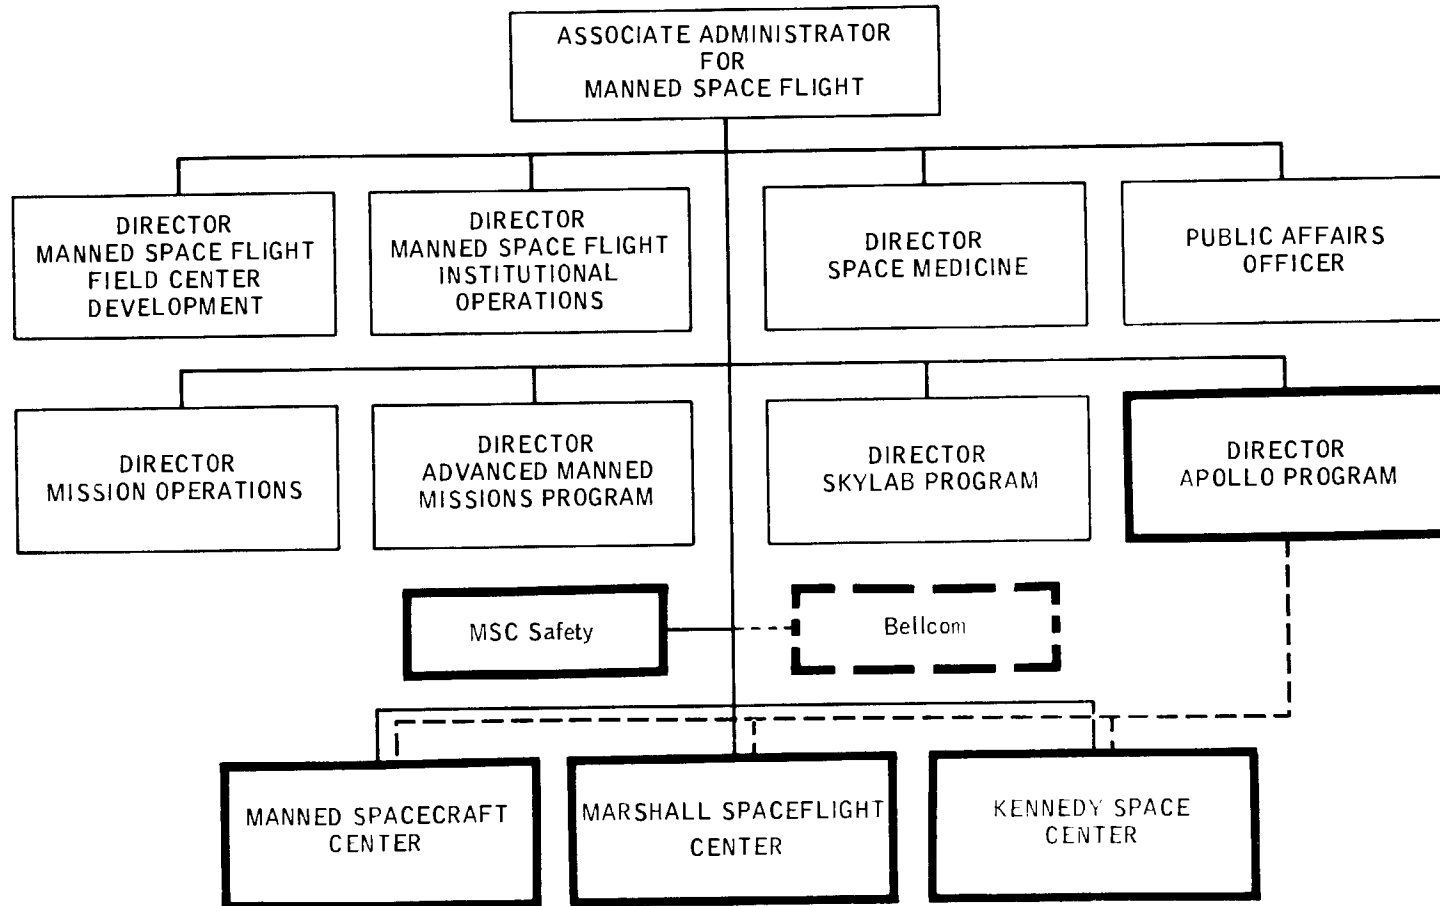 ASSOCIATE ADMINISTRATOR
FOR
MANNED SPACE FLIGHT
DIRECTOR
MANNED SPACE FLIGHT
FIELD CENTER
DEVELOPMENT
DIRECTOR
MANNED SPACE FLIGHT
INSTITUTIONAL
OPERATIONS
DIRECTOR
SPACE MEDICINE
PUBLIC AFFAIRS
OFFICER
DIRECTOR
MISSION OPERATIONS
DIRECTOR
ADVANCED MANNED
MISSIONS PROGRAM
DIRECTOR
SKYLAB PROGRAM
DIRECTOR
APOLLO PROGRAM
MSC Safety
Bellcom
MANNED SPACECRAFT
CENTER
MARSHALL SPACEFLIGHT
CENTER
KENNEDY SPACE
CENTER